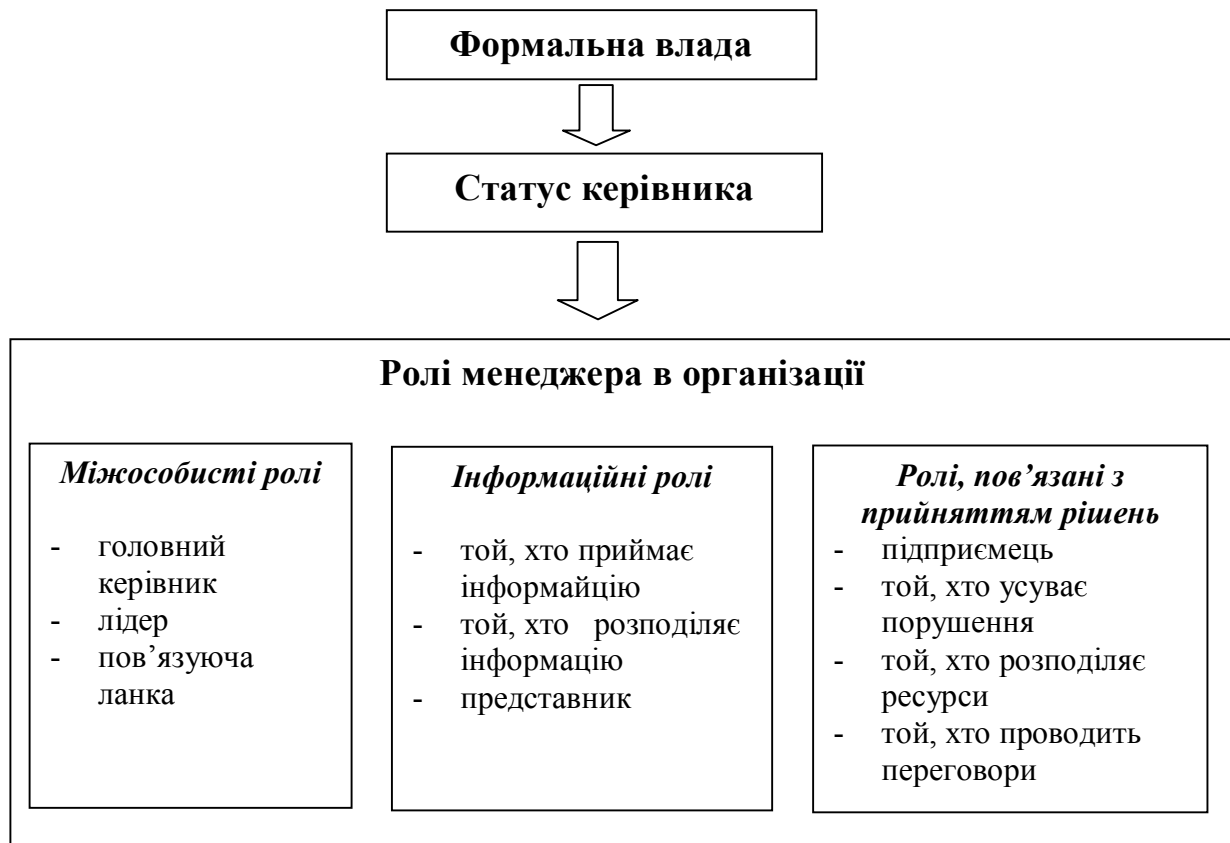 Формальна влада
Статус керівника
Ролі менеджера в організації
Міжособисті ролі
- головний
керівник
- лідер
- пов’язуюча
ланка
Інформаційні ролі
- той, хто приймає
інформайцію
- той, хто розподіляє
інформацію
- представник
Ролі, пов’язані з
прийняттям рішень
- підприємець
- той, хто усуває
порушення
- той, хто розподіляє
ресурси
- той, хто проводить
переговори